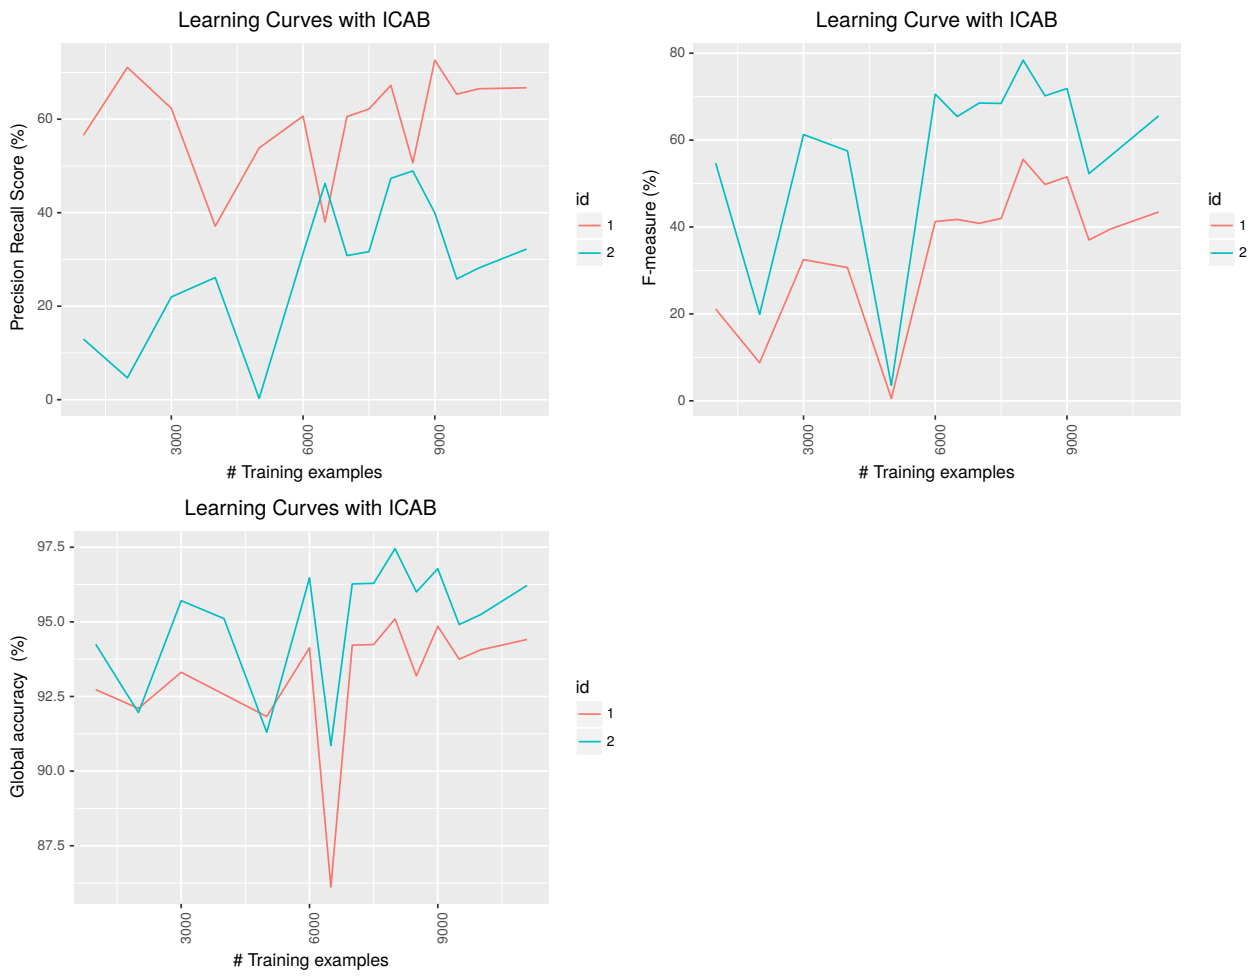 Learning Curves with ICAB
Precision Recall Score (%)
60
40
20
0
3000
6000
9000
# Training examples
id
1
2
Learning Curve with ICAB
F-measure (%)
80
60
40
20
0
3000
6000
9000
# Training examples
id
1
2
Learning Curves with ICAB
Global accuracy (%)
97.5
95.0
92.5
90.0
87.5
3000
6000
9000
# Training examples
id
1
2